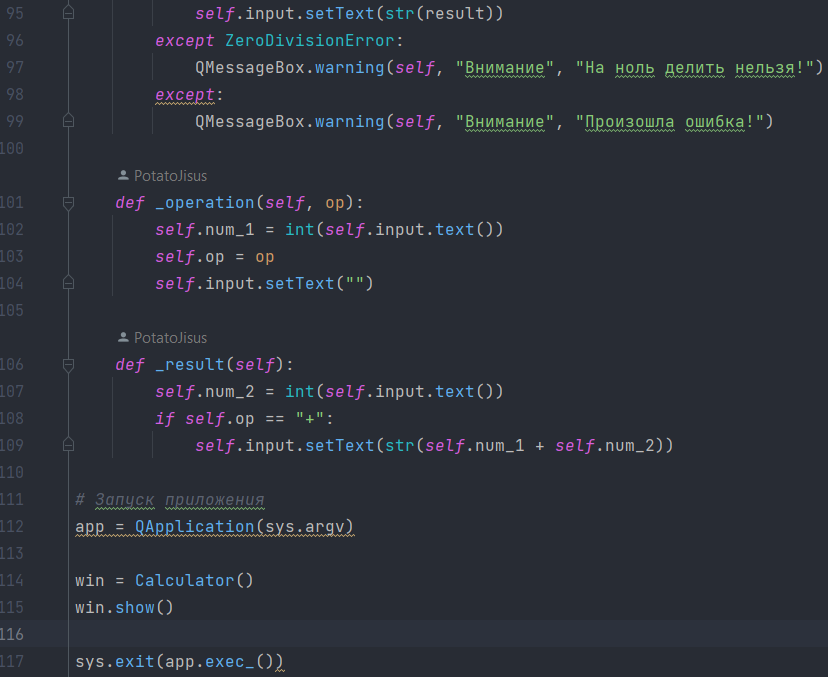 95 self.input.setText(str(result))
96 except ZeroDivisionError:
97 QMessageBox.warning(self, "Внимание", "На ноль делить нельзя!")
98 except:
99 QMessageBox.warning(self, "Внимание", "Произошла ошибка!")
100
PotatoJisus
101 def _operation(self, op):
102 self.num_1 = int(self.input.text())
103 self.op = op
104 self.input.setText("")
105
PotatoJisus
106 def _result(self):
107 self.num_2 = int(self.input.text())
108 if self.op == "+":
109 self.input.setText(str(self.num_1 + self.num_2))
110
111 # Запуск приложения
112 app = QApplication(sys.argv)
113
114 win = Calculator()
115 win.show()
116
117 sys.exit(app.exec_())